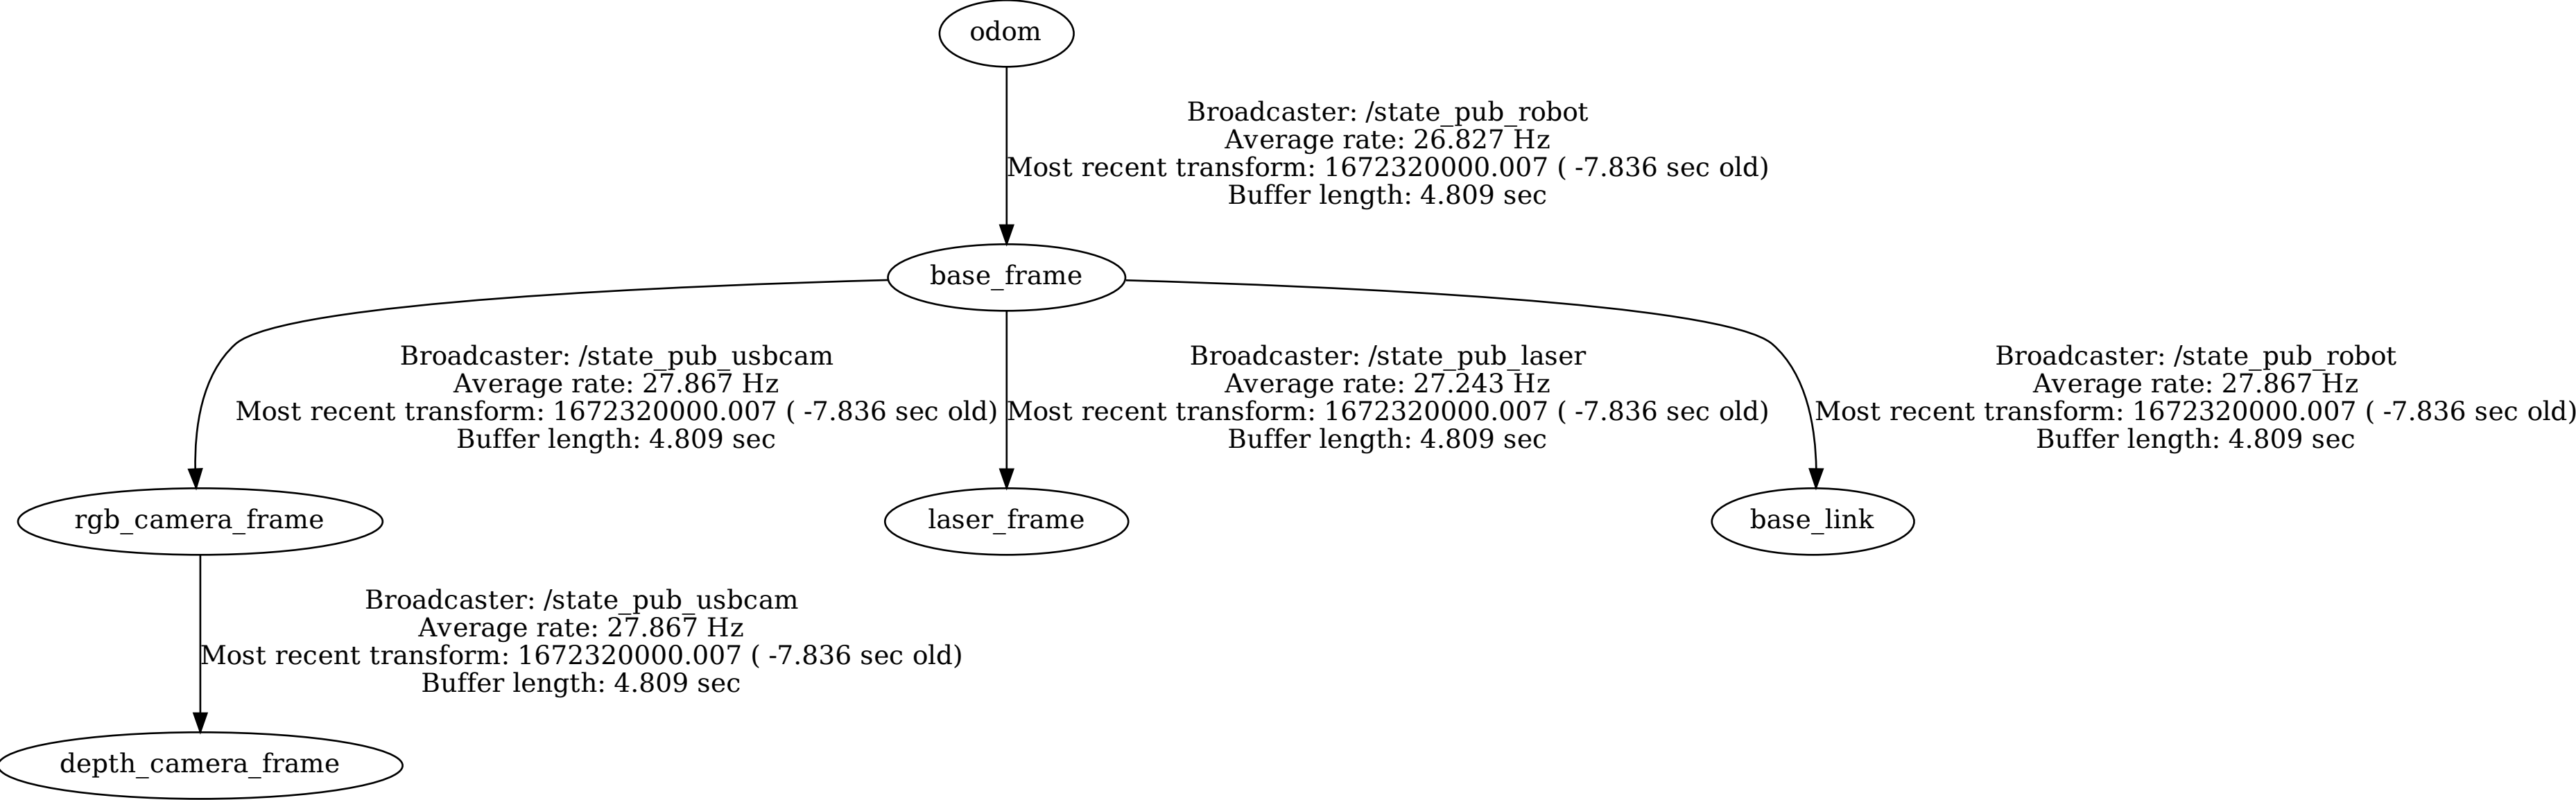 odom
Broadcaster: /state_pub_robot
Average rate: 26.827 Hz
Most recent transform: 1672320000.007 ( -7.836 sec old)
Buffer length: 4.809 sec
base_frame
Broadcaster: /state_pub_usbcam
Average rate: 27.867 Hz
Most recent transform: 1672320000.007 ( -7.836 sec old)
Buffer length: 4.809 sec
Broadcaster: /state_pub_laser
Average rate: 27.243 Hz
Most recent transform: 1672320000.007 ( -7.836 sec old)
Buffer length: 4.809 sec
Broadcaster: /state_pub_robot
Average rate: 27.867 Hz
Most recent transform: 1672320000.007 ( -7.836 sec old)
Buffer length: 4.809 sec
rgb_camera_frame
laser_frame
base_link
Broadcaster: /state_pub_usbcam
Average rate: 27.867 Hz
Most recent transform: 1672320000.007 ( -7.836 sec old)
Buffer length: 4.809 sec
depth_camera_frame